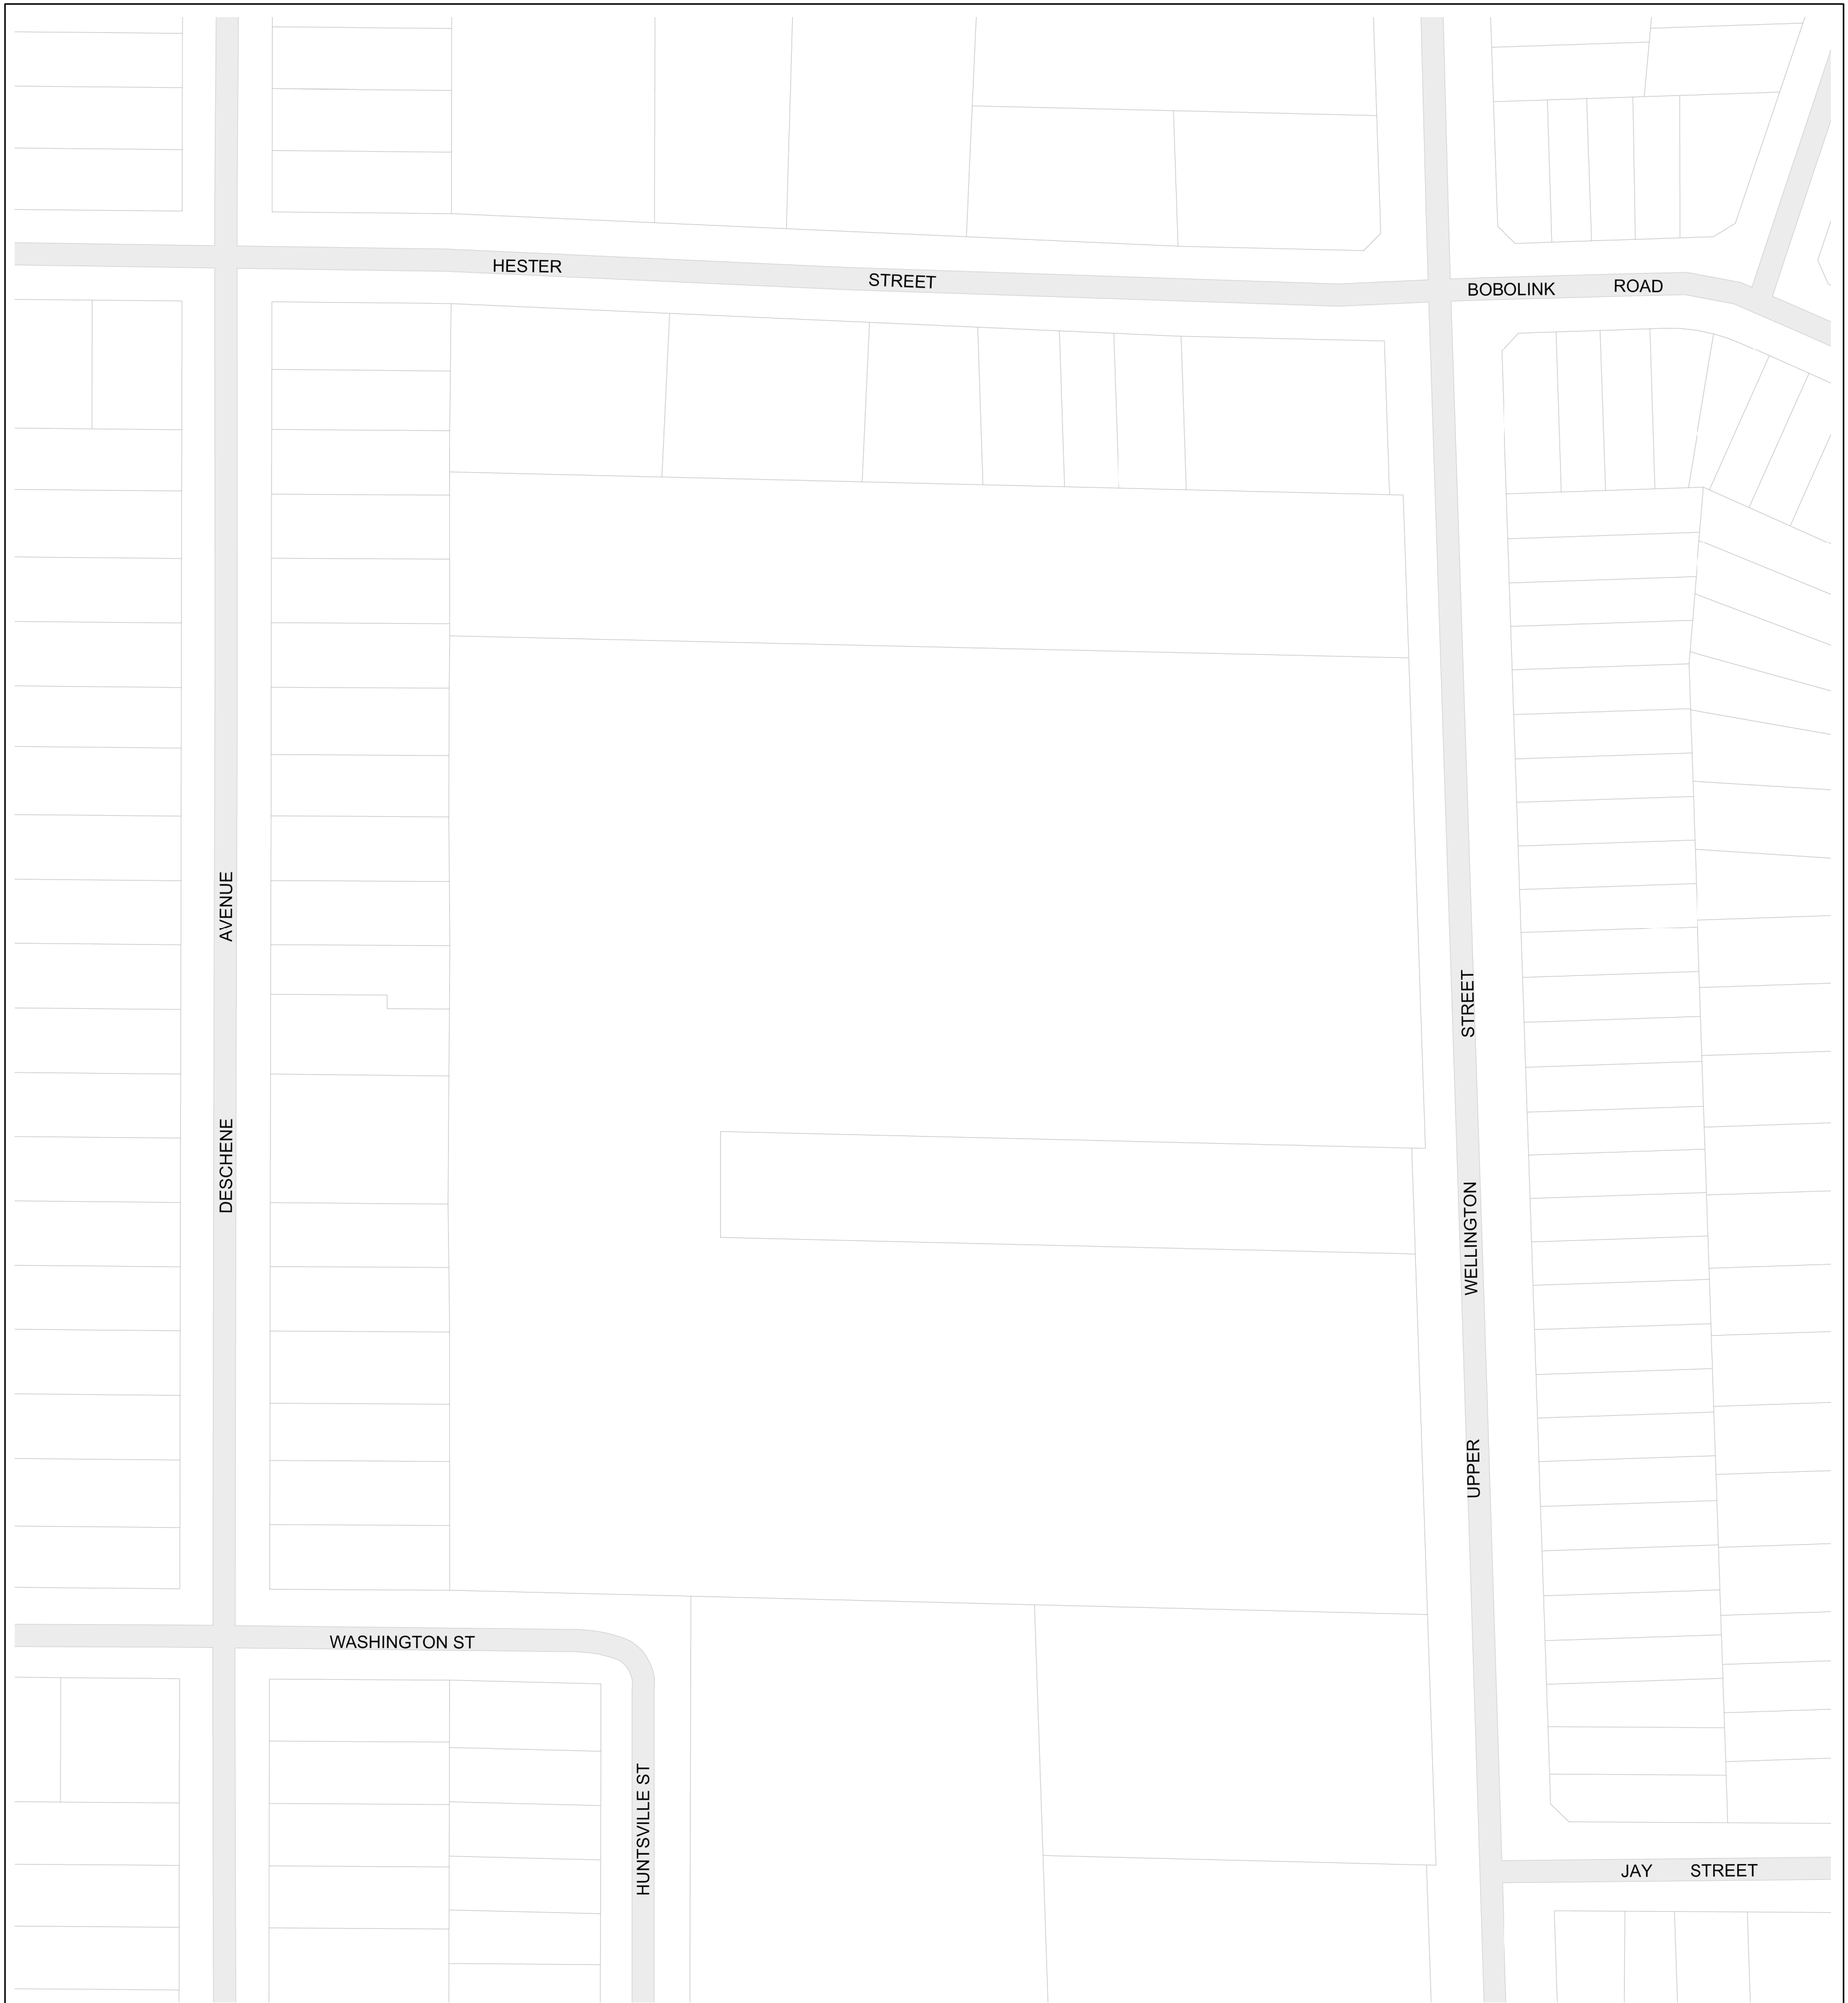 HESTER STREET
BOBOLINK ROAD
DESCHENE AVENUE
UPPER WELLINGTON STREET
WASHINGTON ST
HUNTSVILLE ST
JAY STREET